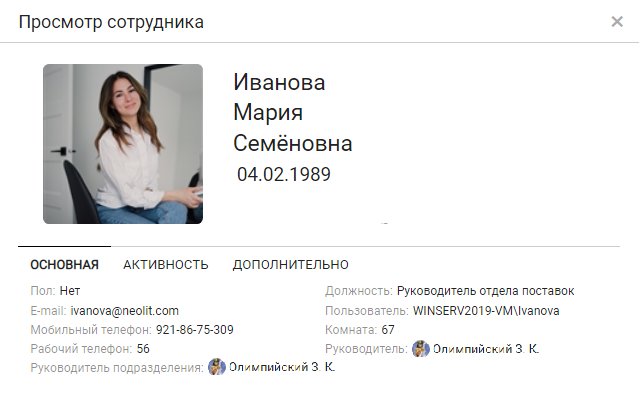 Просмотр сотрудника
Иванова
Мария
Семёновна
04.02.1989
ОСНОВНАЯ АКТИВНОСТЬ ДОПОЛНИТЕЛЬНО
Пол: Нет
Должность: Руководитель отдела поставок
E-mail: ivanova@neolit.com
Пользователь: WINSERV2019-VM\Ivanova
Мобильный телефон: 921-86-75-309
Комната: 67
Рабочий телефон: 56
Руководитель: Олимпийский З. К.
Руководитель подразделения: Олимпийский З. К.